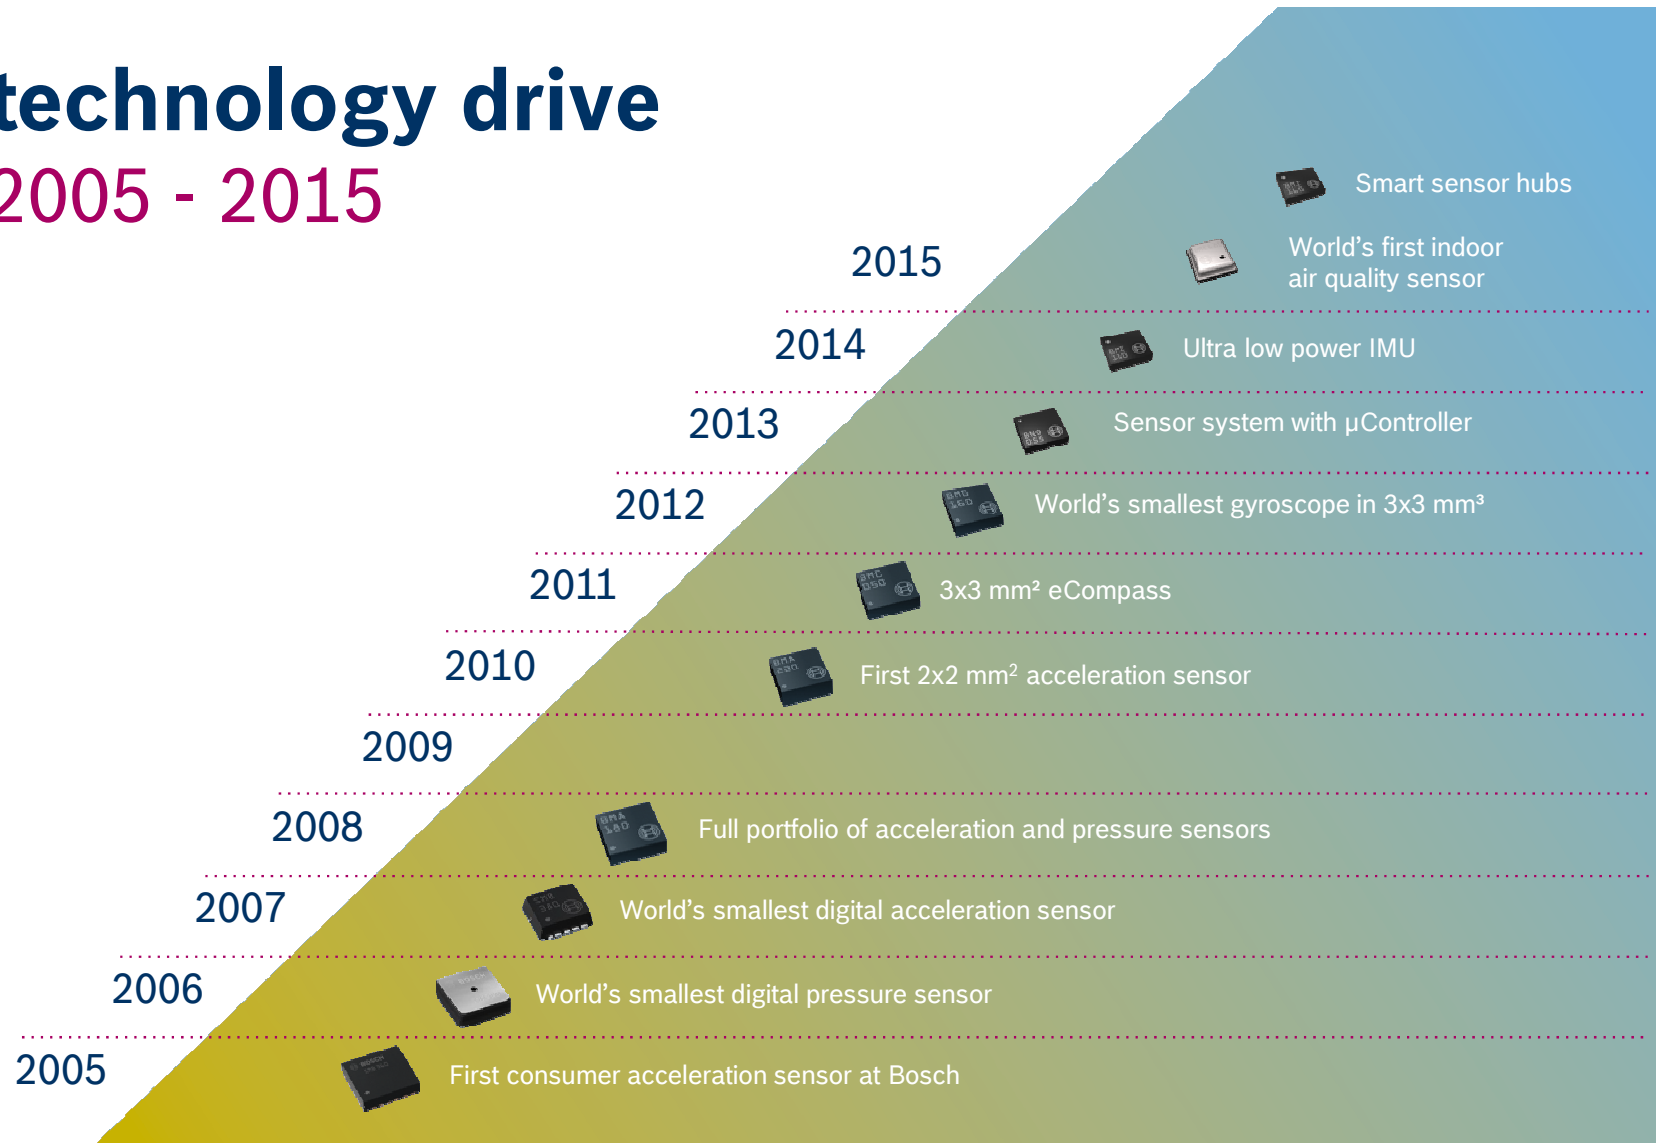 technology drive
2005 - 2015
Smart sensor hubs
2015
World’s first indoor
air quality sensor
2014
Ultra low power IMU
2013
Sensor system with µController
2012
World’s smallest gyroscope in 3x3 mm³
2011
3x3 mm² eCompass
2010
First 2x2 mm² acceleration sensor
2009
2008
Full portfolio of acceleration and pressure sensors
2007
World’s smallest digital acceleration sensor
2006
World’s smallest digital pressure sensor
2005
First consumer acceleration sensor at Bosch